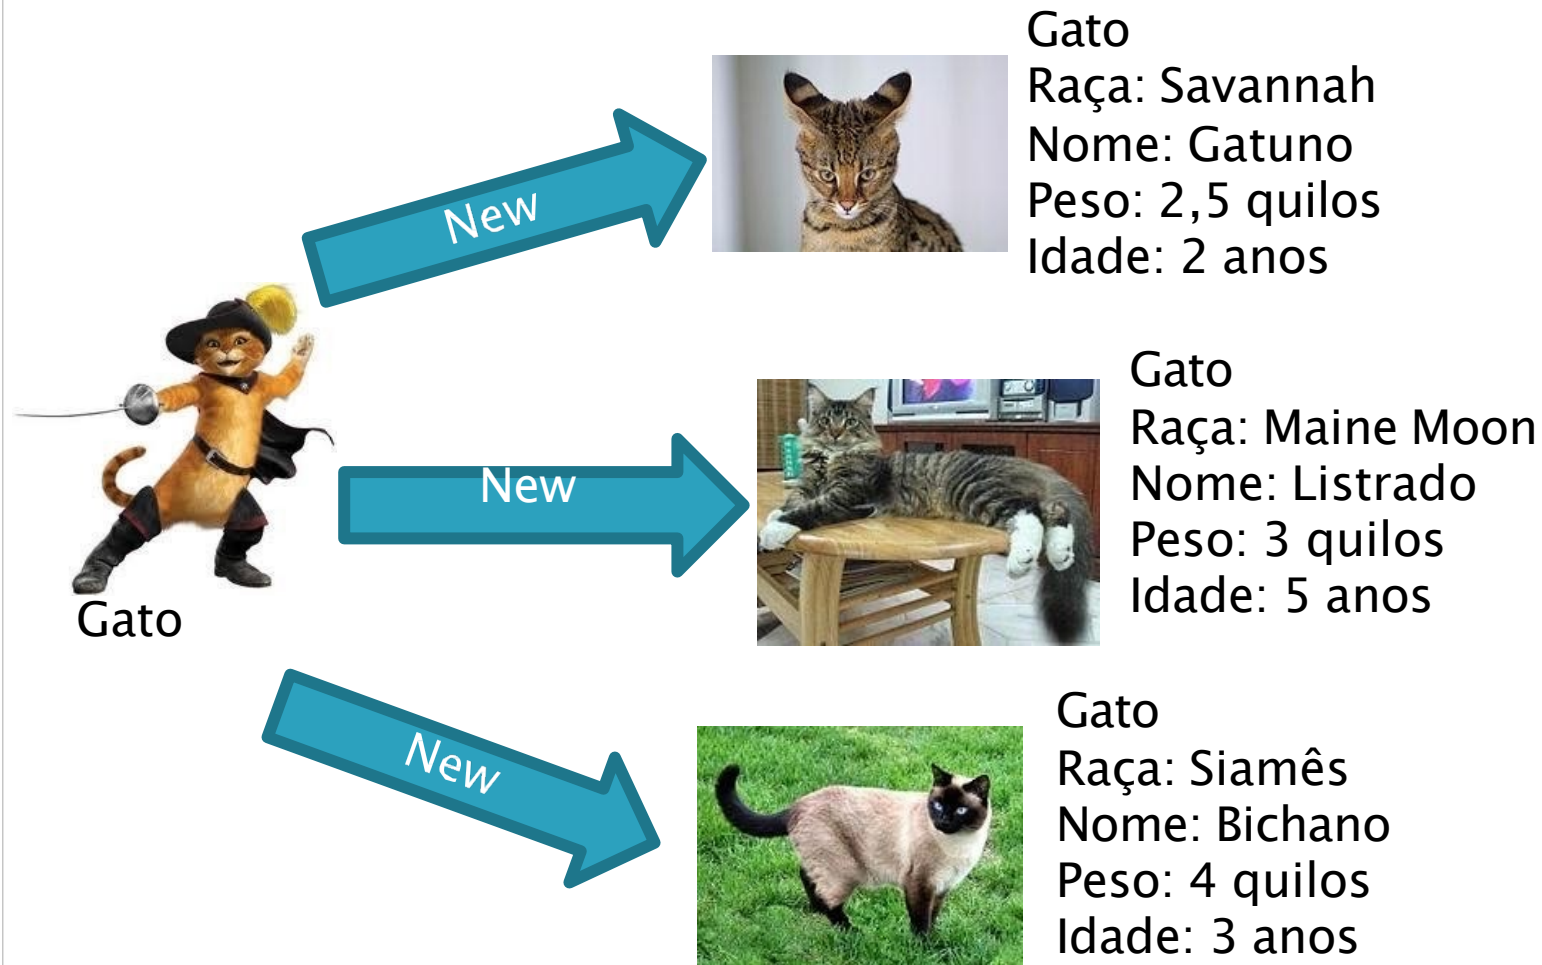 Gato
Raça: Savannah
Nome: Gatuno
Peso: 2,5 quilos
Idade: 2 anos
New
Gato
Raça: Maine Moon
Nome: Listrado
Peso: 3 quilos
Idade: 5 anos
New
Gato
New
Gato
Raça: Siamês
Nome: Bichano
Peso: 4 quilos
Idade: 3 anos